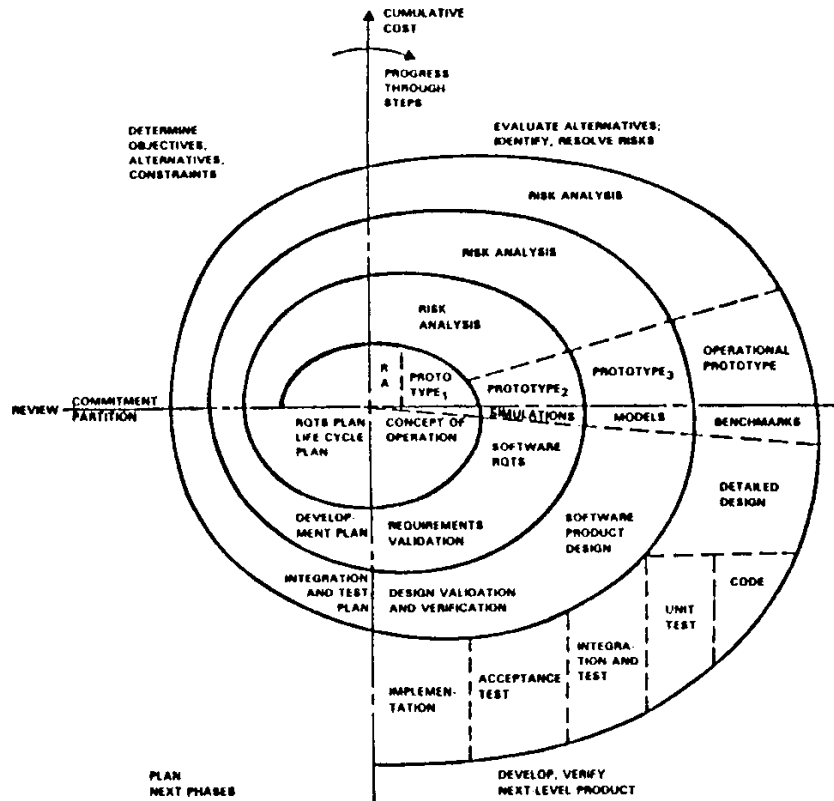 CUMULATIVE
COST
PROGRESS
THROUGH
STEPS
DETERMINE
OBJECTIVES,
ALTERNATIVES,
CONSTRAINTS
EVALUATE ALTERNATIVES;
IDENTIFY, RESOLVE RISKS
RISK ANALYSIS
RISK ANALYSIS
RISK
ANALYSIS
R
A
PROTO
TYPE1
PROTOTYPE2
PROTOTYPE3
OPERATIONAL
PROTOTYPE
REVIEW
COMMITMENT
PARTITION
SIMULATIONS
MODELS
BENCHMARKS
RQTS PLAN
LIFE CYCLE
PLAN
CONCEPT OF
OPERATION
SOFTWARE
RQTS
DETAILED
DESIGN
DEVELOP-
MENT PLAN
REQUIREMENTS
VALIDATION
SOFTWARE
PRODUCT
DESIGN
INTEGRATION
AND TEST
PLAN
DESIGN VALIDATION
AND VERIFICATION
CODE
UNIT
TEST
INTEGRA-
TION AND
TEST
ACCEPTANCE
TEST
IMPLEMEN-
TATION
PLAN
NEXT PHASES
DEVELOP, VERIFY
NEXT-LEVEL PRODUCT